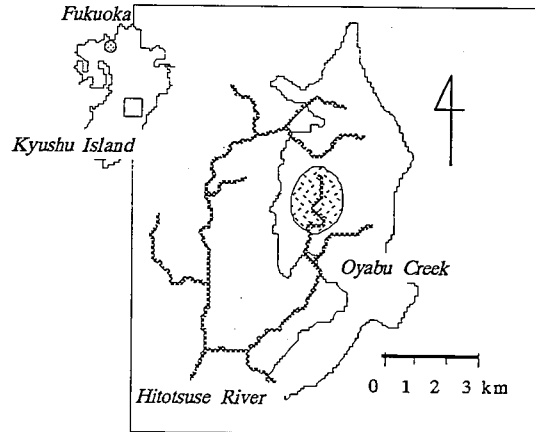 Fukuoka
Kyushu Island
Oyabu Creek
0 1 2 3 km
Hitotsuse River